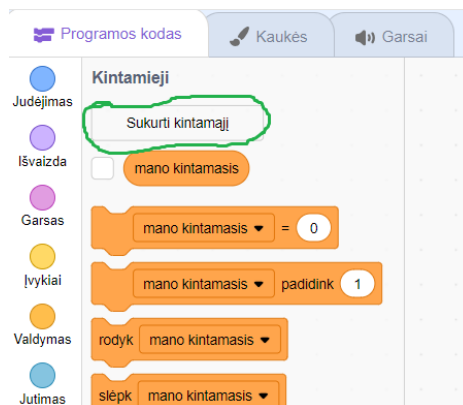 Programos kodas
Kaukės
Garsai
Judėjimas
Išvaizda
Garsas
Įvykiai
Valdymas
Jutimas
Kintamieji
Sukurti kintamąjį
mano kintamasis
mano kintamasis = 0
mano kintamasis padidink 1
rodyk mano kintamasis
slėpk mano kintamasis